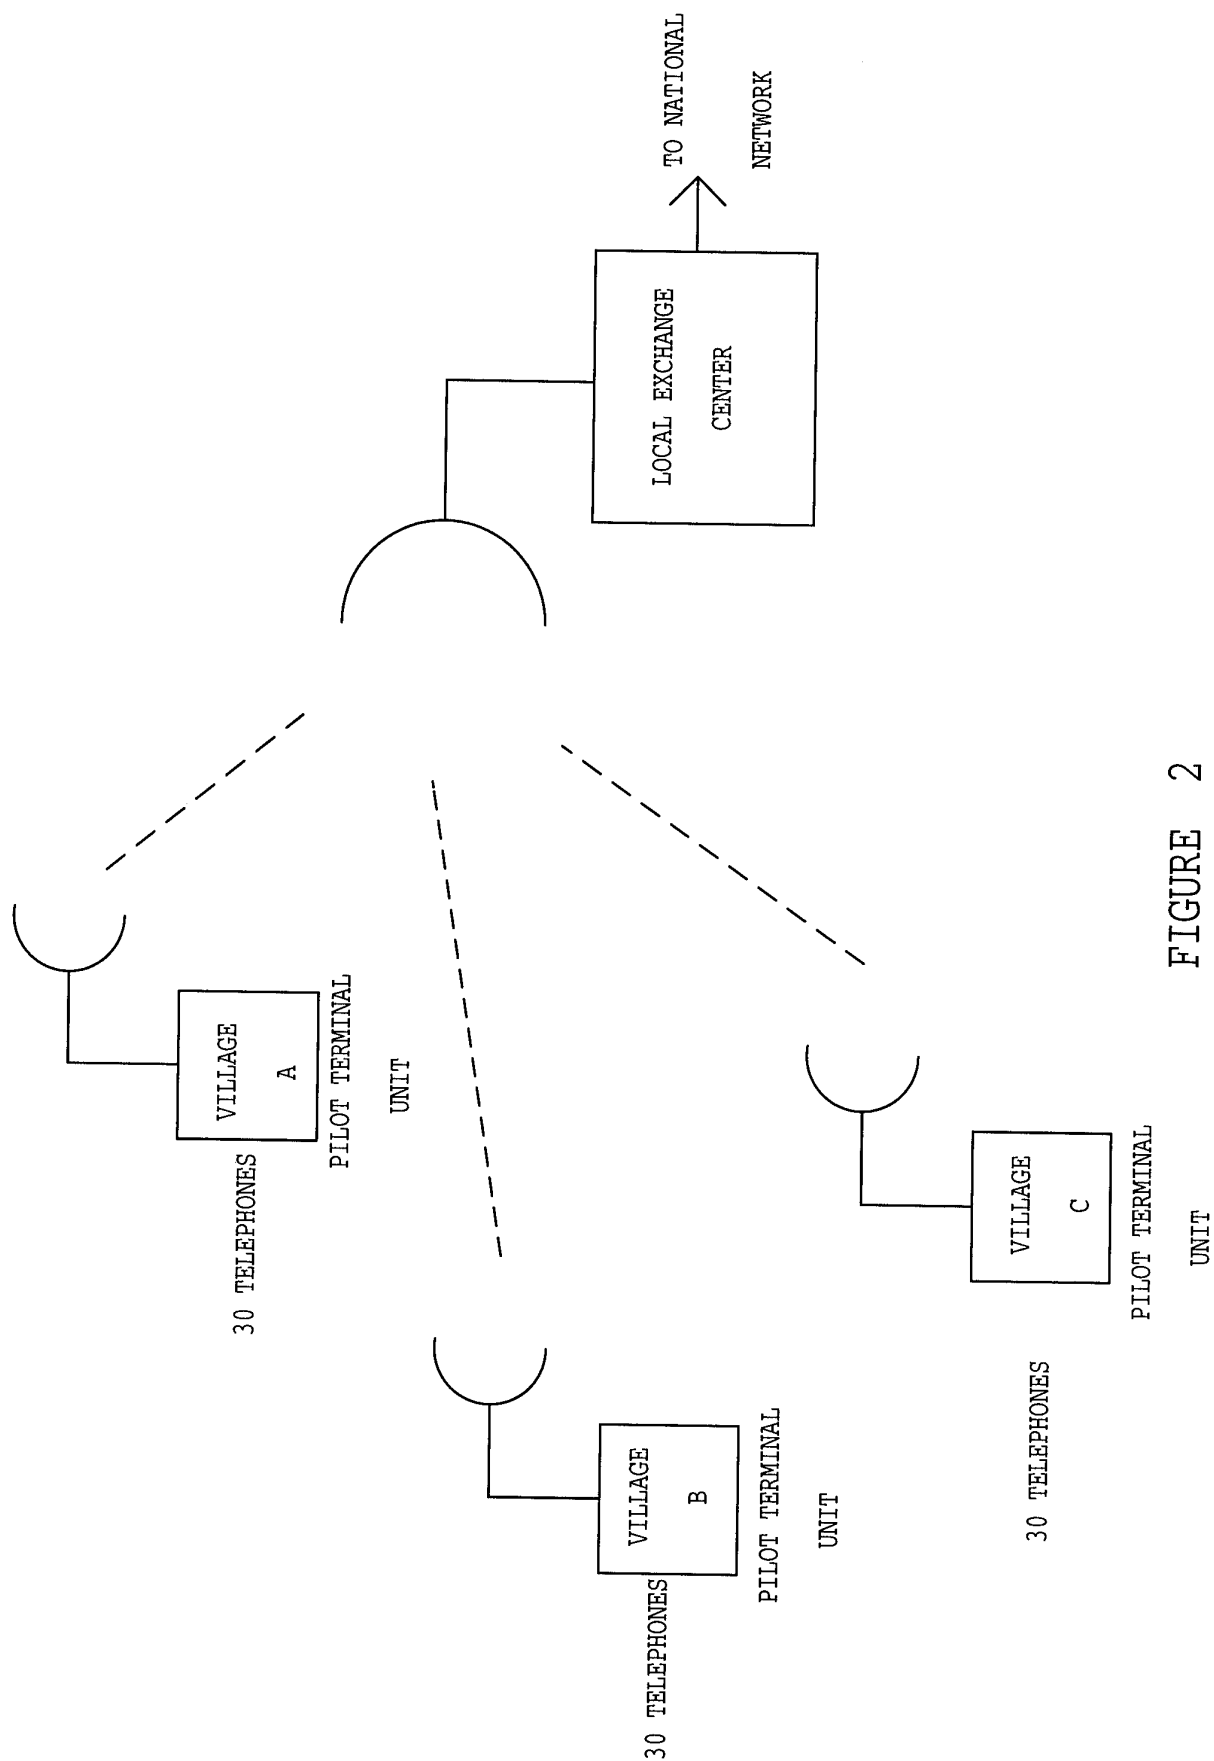 VILLAGE
A
30 TELEPHONES
PILOT TERMINAL
UNIT
VILLAGE
B
30 TELEPHONES
PILOT TERMINAL
UNIT
LOCAL EXCHANGE
CENTER
TO NATIONAL
NETWORK
VILLAGE
C
30 TELEPHONES
PILOT TERMINAL
UNIT
FIGURE 2